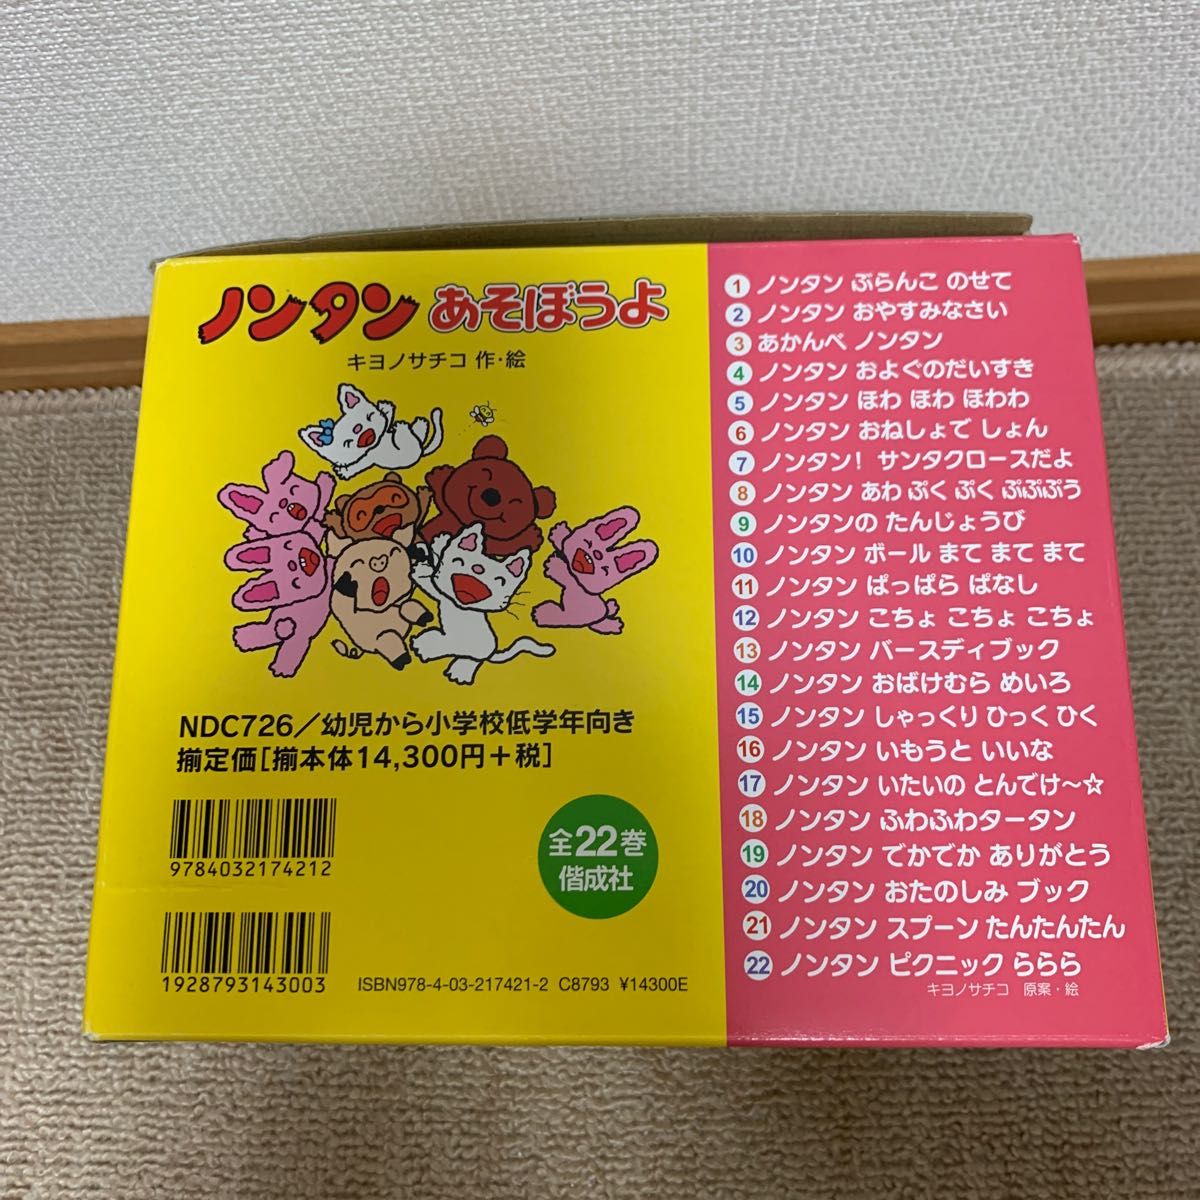 ノンタン あそぼうよ
キヨノサチコ 作・絵
NDC726/幼児から小学校低学年向き
揃定価[揃本体14,300円+税]
9784032174212
1928793143003
全22巻
偕成社
ISBN978-4-03-217421-2 C8793 ¥14300E
1 ノンタン ぶらんこ のせて
2 ノンタン おやすみなさい
3 あかんべ ノンタン
4 ノンタン およぐのだいすき
5 ノンタン ほわ ほわ ほわわ
6 ノンタン おねしょで しょん
7 ノンタン! サンタクロースだよ
8 ノンタン あわ ぷく ぷく ぷぷぷう
9 ノンタンの たんじょうび
10 ノンタン ボール まて まて まて
11 ノンタン ぱっぱら ぱなし
12 ノンタン こちょ こちょ こちょ
13 ノンタン バースディブック
14 ノンタン おばけむら めいろ
15 ノンタン しゃっくり ひっく ひく
16 ノンタン いもうと いいな
17 ノンタン いたいの とんでけ〜☆
18 ノンタン ふわふわタータン
19 ノンタン でかでか ありがとう
20 ノンタン おたのしみ ブック
21 ノンタン スプーン たんたんたん
22 ノンタン ピクニック ららら
キヨノサチコ 原案・絵